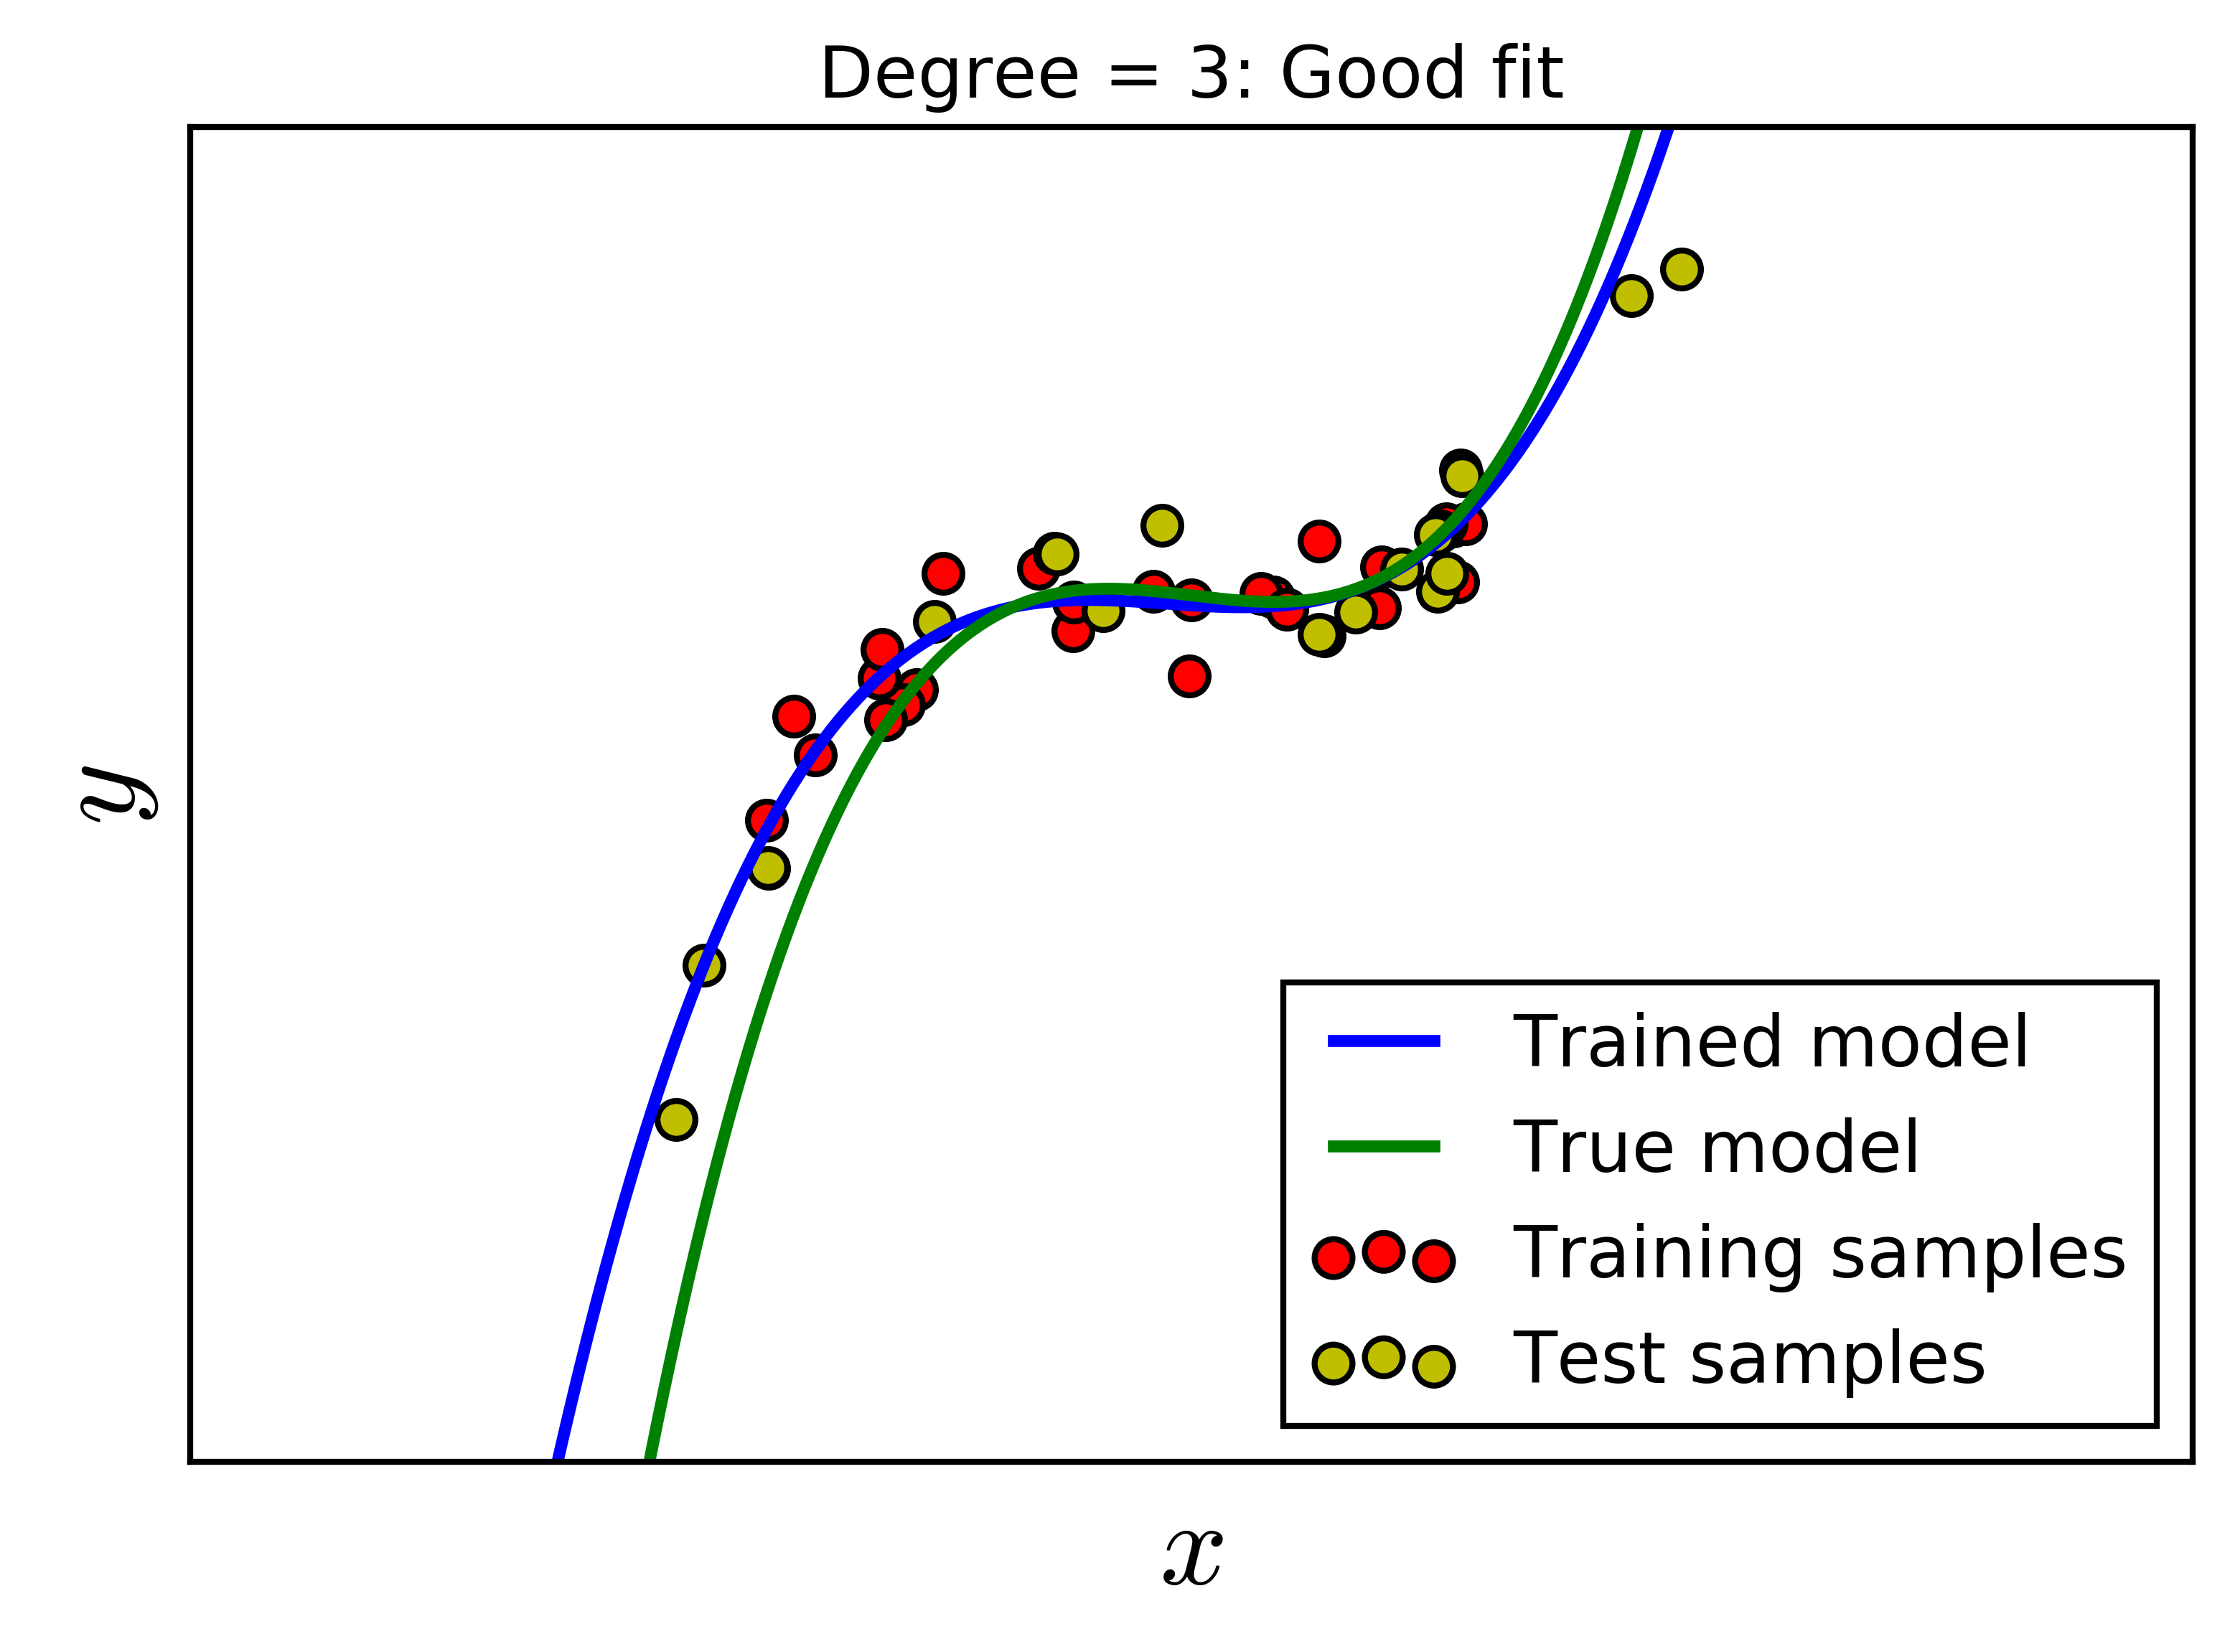 Degree = 3: Good fit
y
Trained model
True model
Training samples
Test samples
x